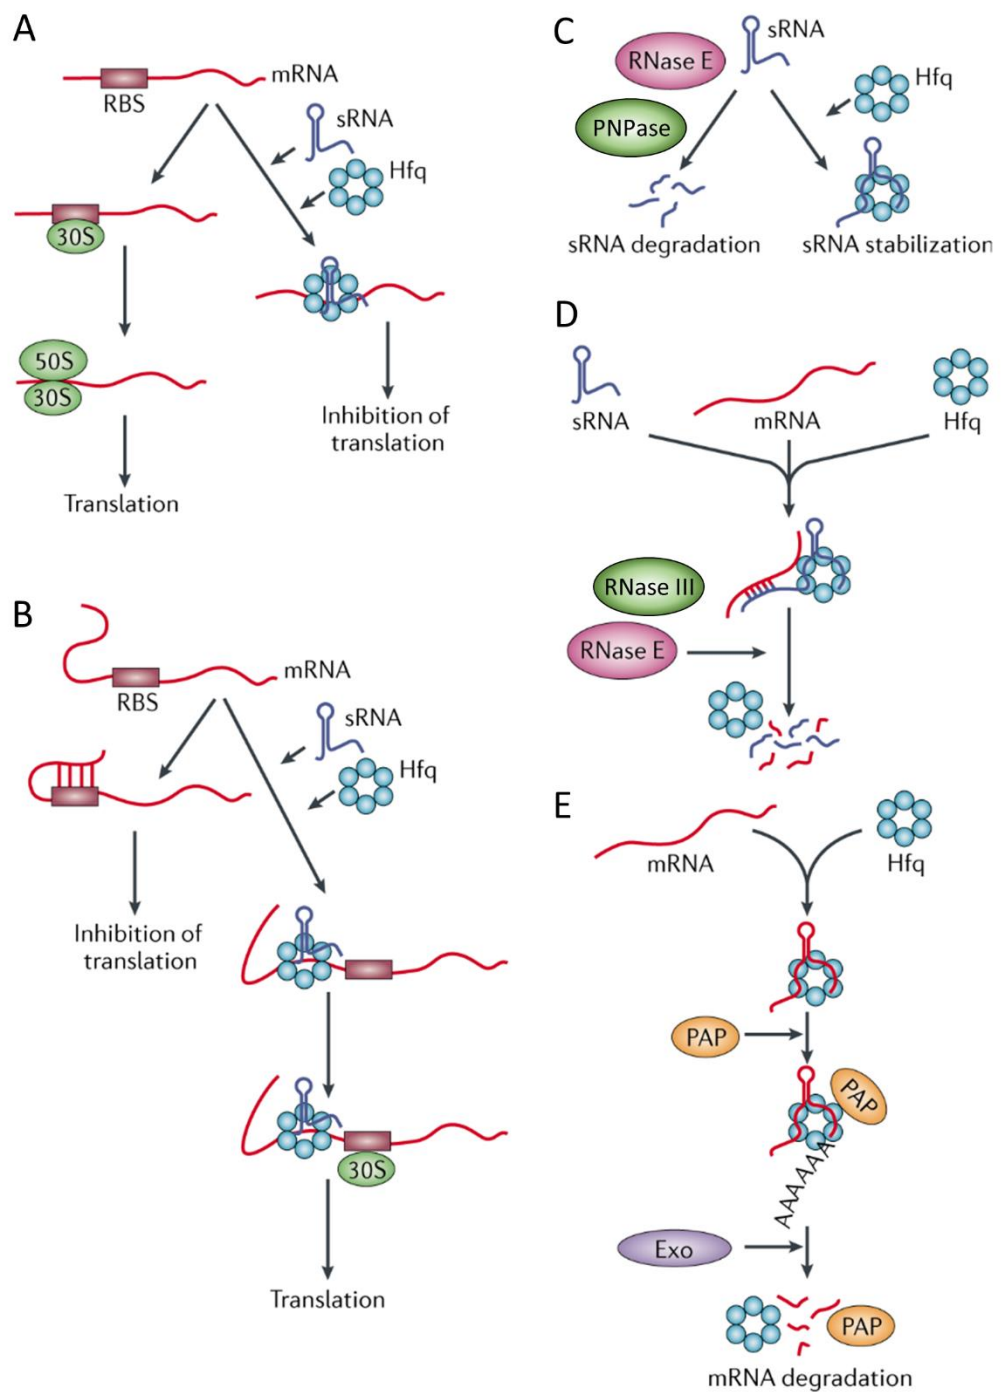 A
mRNA
RBS
sRNA
Hfq
30S
50S
30S
Inhibition of
translation
Translation
B
mRNA
RBS
sRNA
Hfq
Inhibition of
translation
30S
Translation
C
sRNA
RNase E
Hfq
PNPase
sRNA degradation
sRNA stabilization
D
sRNA
mRNA
Hfq
RNase III
RNase E
E
mRNA
Hfq
PAP
PAP
AAAAAAA
Exo
PAP
mRNA degradation